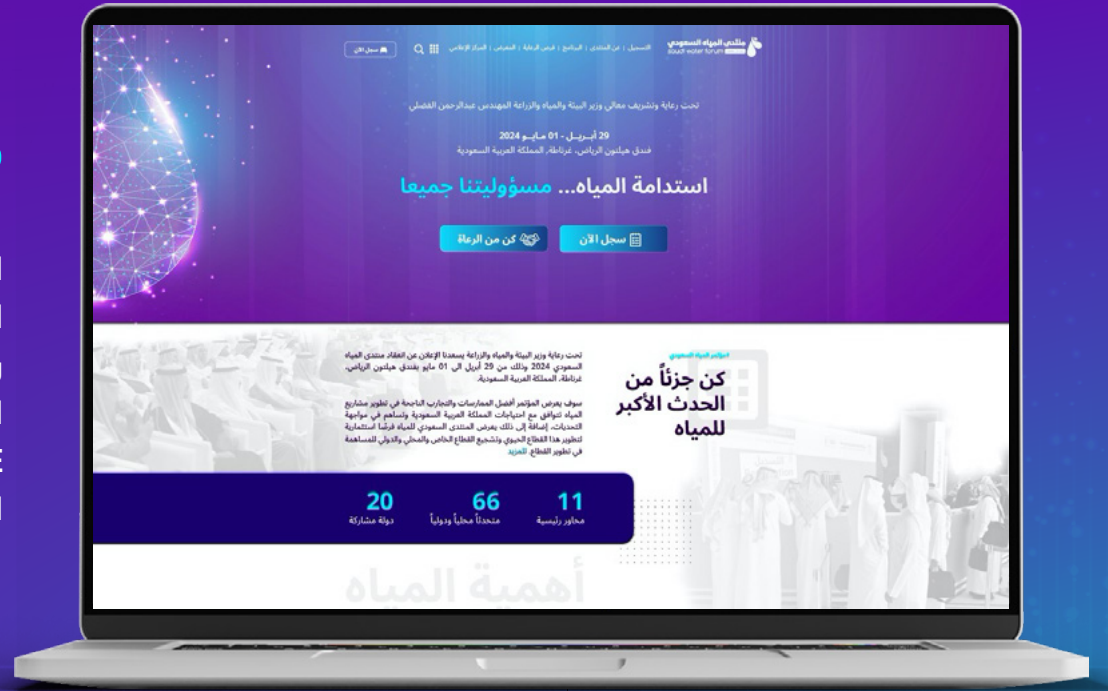 منتدى المياه السعودي
saudi water forum
التسجيل | عن المنتدى | البرنامج | فرص الرعاية | المعرض | المركز الإعلامي
سجل الآن
تحت رعاية وتشريف معالي وزير البيئة والمياه والزراعة المهندس عبدالرحمن الفضلي
29 أبــريــل - 01 مـايــو 2024
فندق هيلتون الرياض، غرناطة, المملكة العربية السعودية
استدامة المياه... مسؤوليتنا جميعا
سجل الآن
كن من الرعاة
مؤتمر المياه السعودي
كن جزئاً من
الحدث الأكبر
للمياه
تحت رعاية وزير البيئة والمياه والزراعة يسعدنا الإعلان عن انعقاد منتدى المياه
السعودي 2024 وذلك من 29 أبريل الى 01 مايو بفندق هيلتون الرياض،
غرناطة، المملكة العربية السعودية.
سوف يعرض المؤتمر أفضل الممارسات والتجارب الناجحة في تطوير مشاريع
المياه تتوافق مع احتياجات المملكة العربية السعودية وتساهم في مواجهة
التحديات، إضافة إلى ذلك يعرض المنتدى السعودي للمياه فرصًا استثمارية
لتطوير هذا القطاع الحيوي وتشجيع القطاع الخاص والمحلي والدولي للمساهمة
في تطوير القطاع. للمزيد
11
محاور رئيسية
66
متحدثاً محلياً ودولياً
20
دولة مشاركة
أهمية المياه